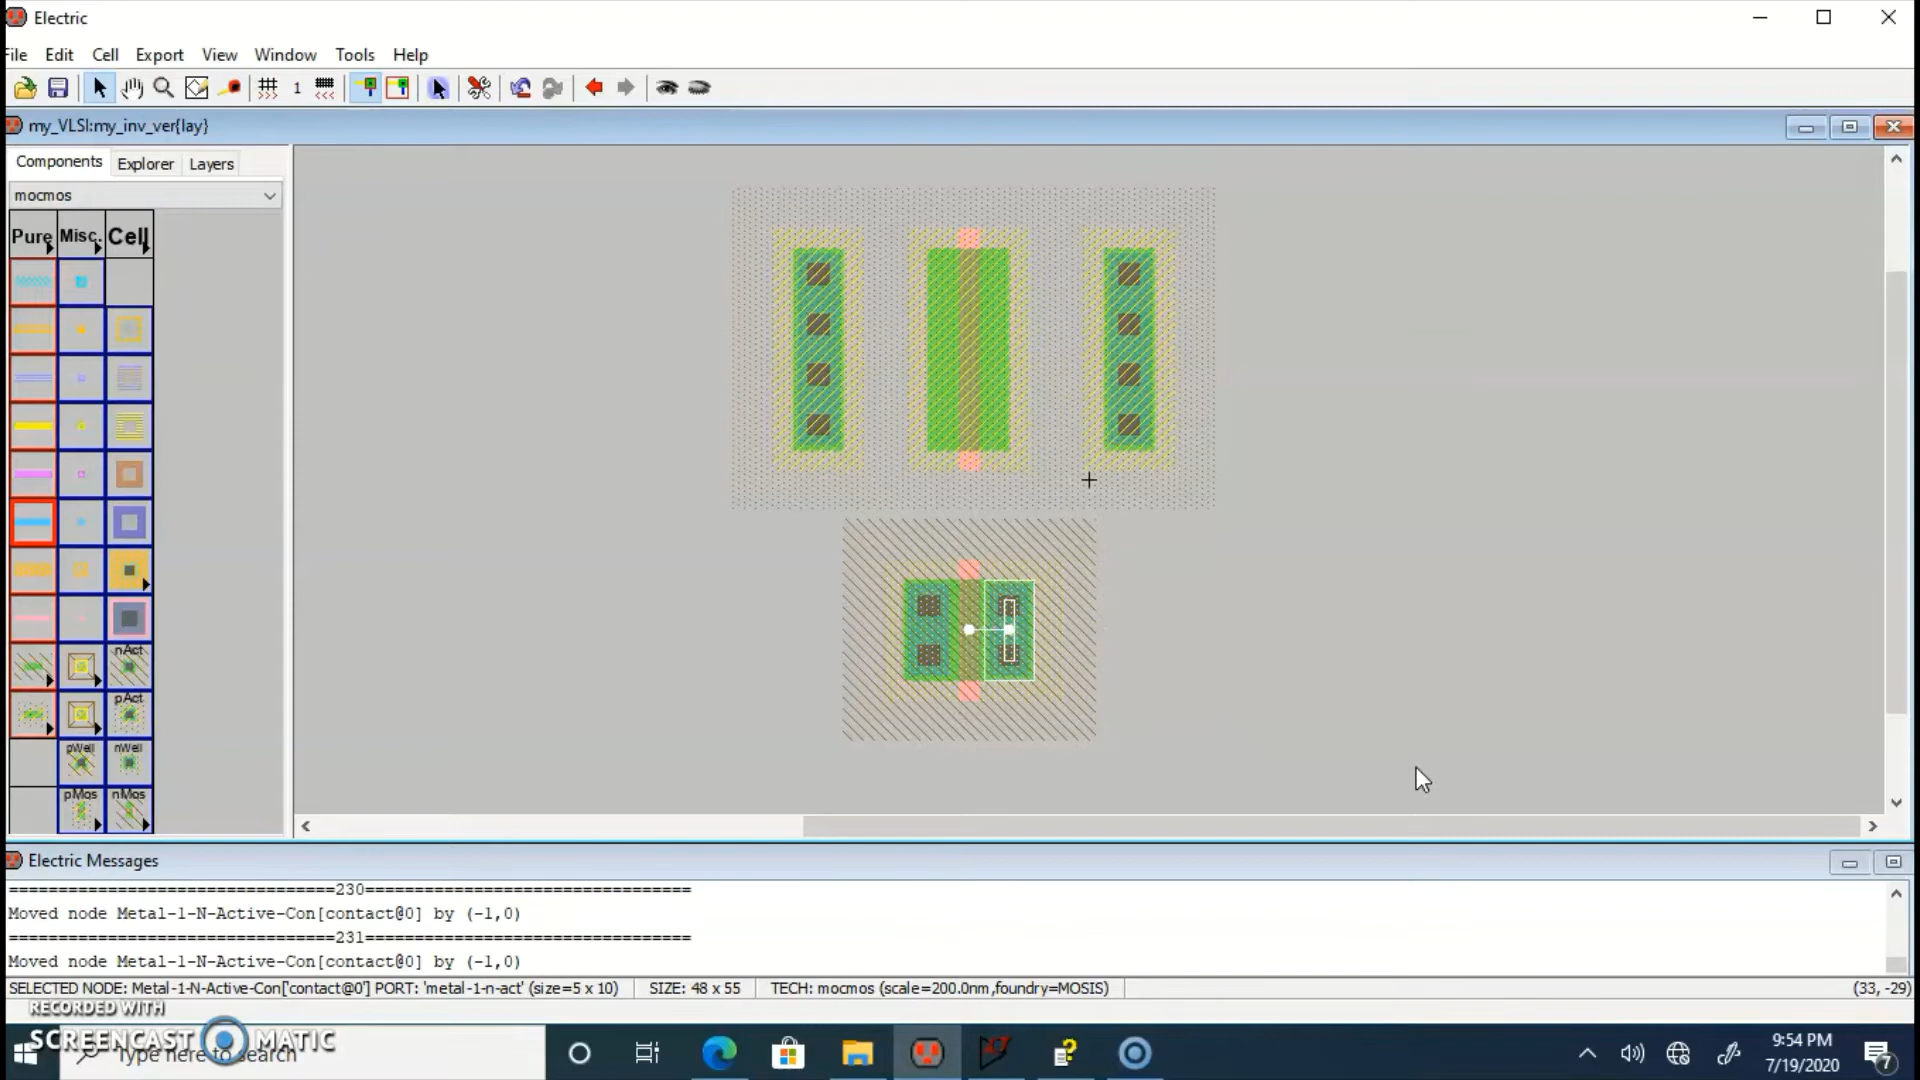 Electric
File Edit Cell Export View Window Tools Help
1
my_VLSI:my_inv_ver{lay}
Components Explorer Layers
mocmos
Pure Misc. Cell
nAct
pAct
pWell nWell
pMos nMos
Electric Messages
=================================230=================================
Moved node Metal-1-N-Active-Con[contact@0] by (-1,0)
=================================231=================================
Moved node Metal-1-N-Active-Con[contact@0] by (-1,0)
SELECTED NODE: Metal-1-N-Active-Con['contact@0'] PORT: 'metal-1-n-act' (size=5 x 10) SIZE: 48 x 55 TECH: mocmos (scale=200.0nm,foundry=MOSIS) (33, -29)
RECORDED WITH
SCREENCAST MATIC
Type here to search
9:54 PM
7/19/2020
7